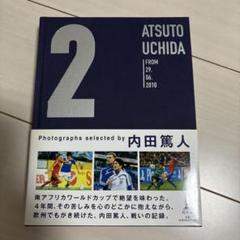 2
ATSUTO
UCHIDA
FROM
29.
06.
2010
Photographs selected by 内田篤人
南アフリカワールドカップで絶望を味わった。
4年間、その苦しみを心のどこかに抱えながら、
欧州でもがき続けた、内田篤人、戦いの記録。